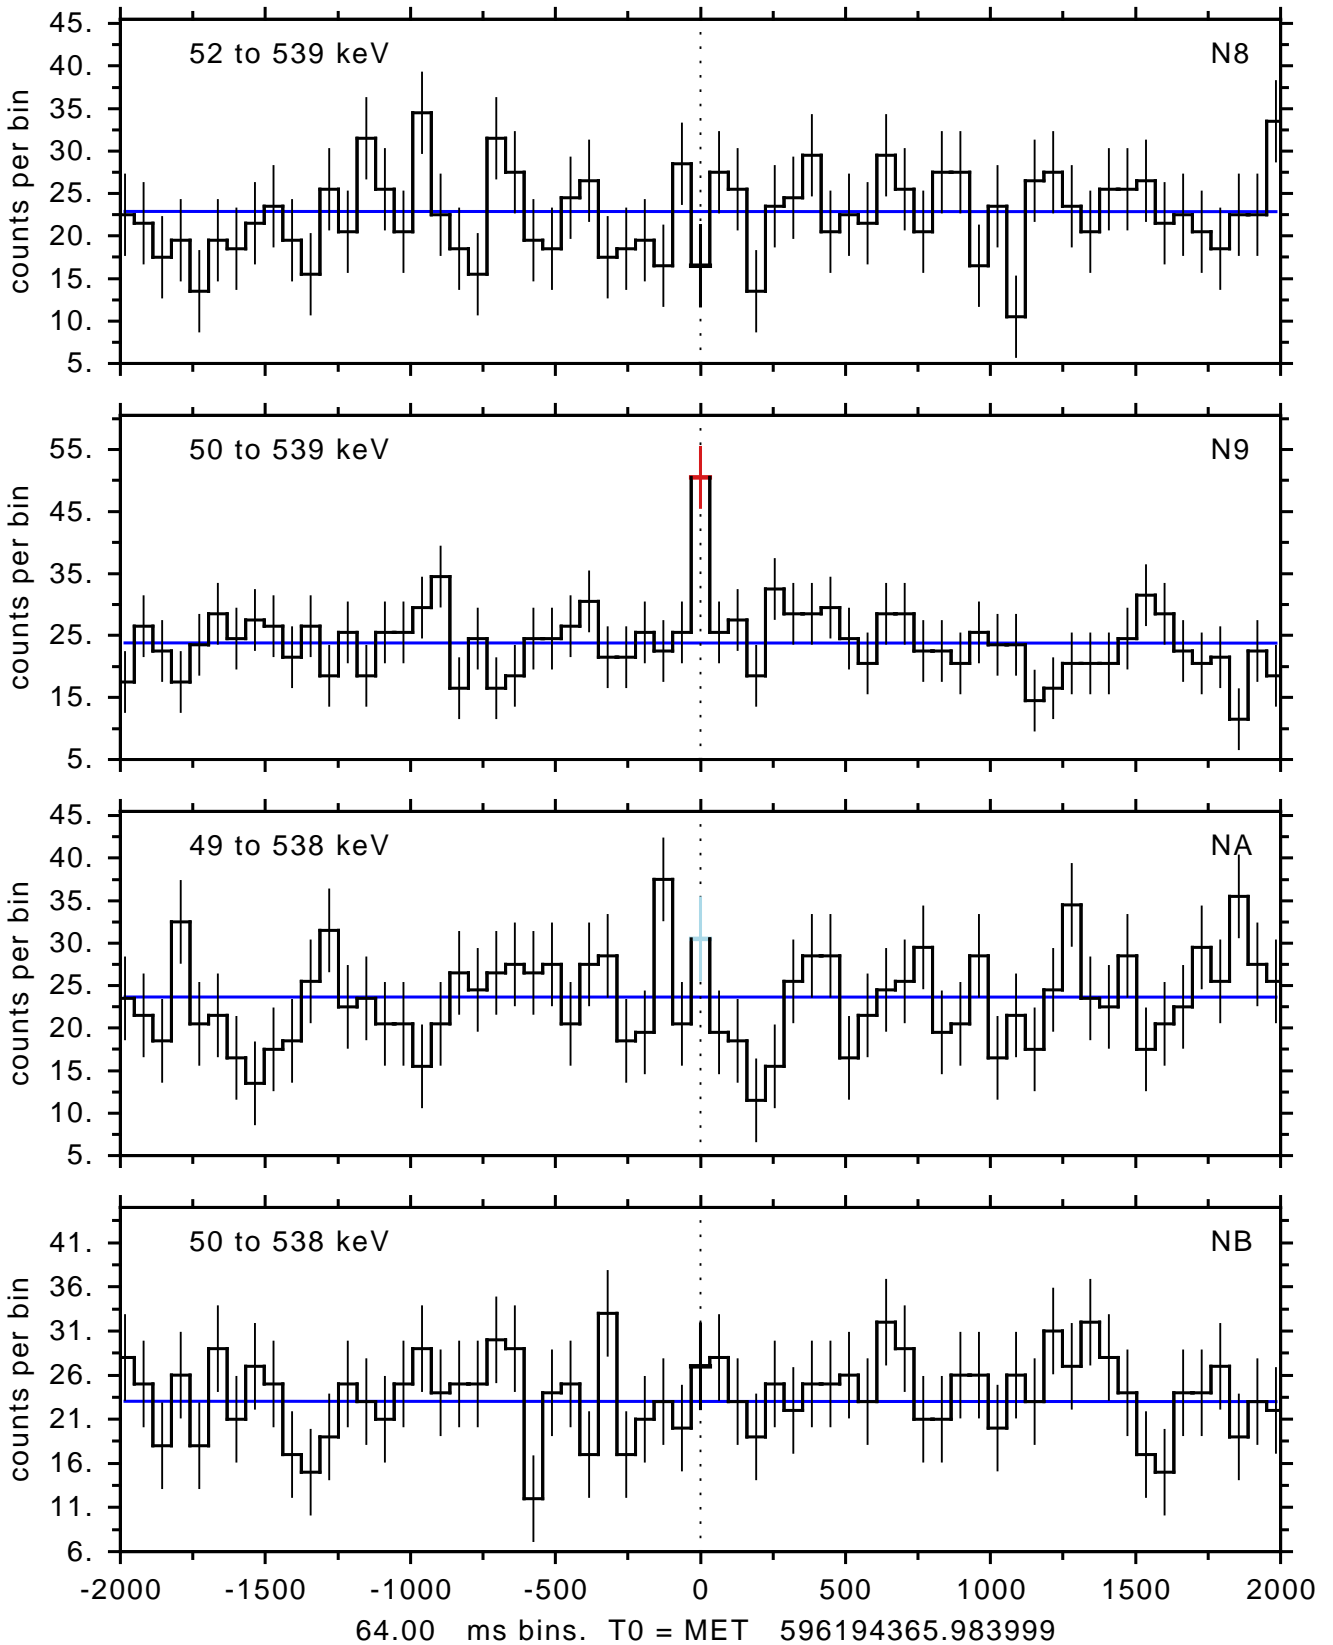 45.
52 to 539 keV
N8
40.
35.
30.
25.
20.
15.
10.
5.
counts per bin
55.
50 to 539 keV
N9
45.
35.
25.
15.
5.
counts per bin
45.
49 to 538 keV
NA
40.
35.
30.
25.
20.
15.
10.
5.
counts per bin
50 to 538 keV
NB
41.
36.
31.
26.
21.
16.
11.
6.
counts per bin
-2000 -1500 -1000 -500 0 500 1000 1500 2000
64.00 ms bins. T0 = MET 596194365.983999